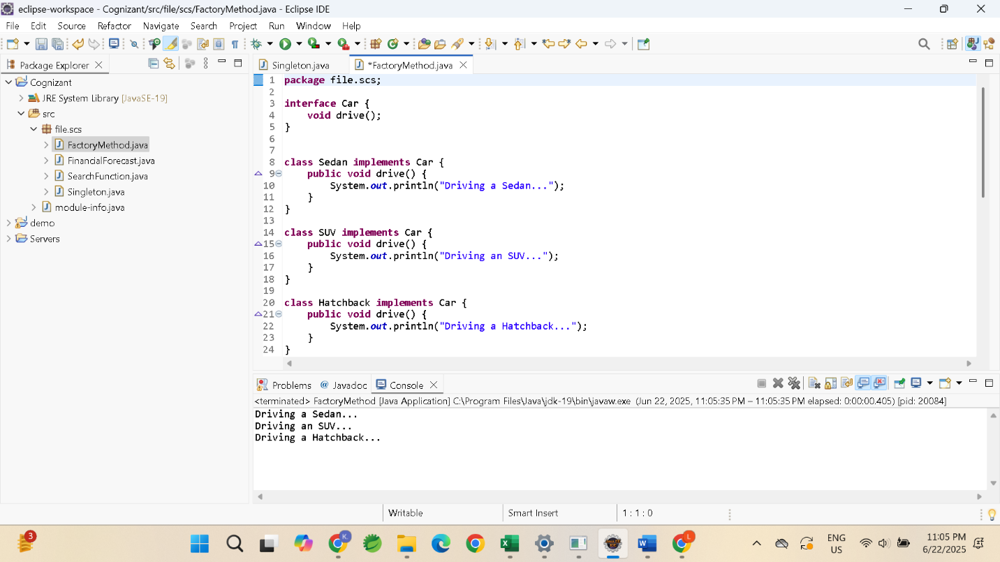 eclipse-workspace - Cognizant/src/file/scs/FactoryMethod.java - Eclipse IDE
File Edit Source Refactor Navigate Search Project Run Window Help
Package Explorer
Cognizant
JRE System Library [JavaSE-19]
src
file.scs
FactoryMethod.java
FinancialForecast.java
SearchFunction.java
Singleton.java
module-info.java
demo
Servers
Singleton.java *FactoryMethod.java
1 package file.scs;
2
3 interface Car {
4 void drive();
5 }
6
7
8 class Sedan implements Car {
9 public void drive() {
10 System.out.println("Driving a Sedan...");
11 }
12 }
13
14 class SUV implements Car {
15 public void drive() {
16 System.out.println("Driving an SUV...");
17 }
18 }
19
20 class Hatchback implements Car {
21 public void drive() {
22 System.out.println("Driving a Hatchback...");
23 }
24 }
Problems @ Javadoc Console
<terminated> FactoryMethod [Java Application] C:\Program Files\Java\jdk-19\bin\javaw.exe (Jun 22, 2025, 11:05:35 PM – 11:05:35 PM elapsed: 0:00:00.405) [pid: 20084]
Driving a Sedan...
Driving an SUV...
Driving a Hatchback...
Writable Smart Insert 1 : 1 : 0
3
K
L
ENG
US
11:05 PM
6/22/2025